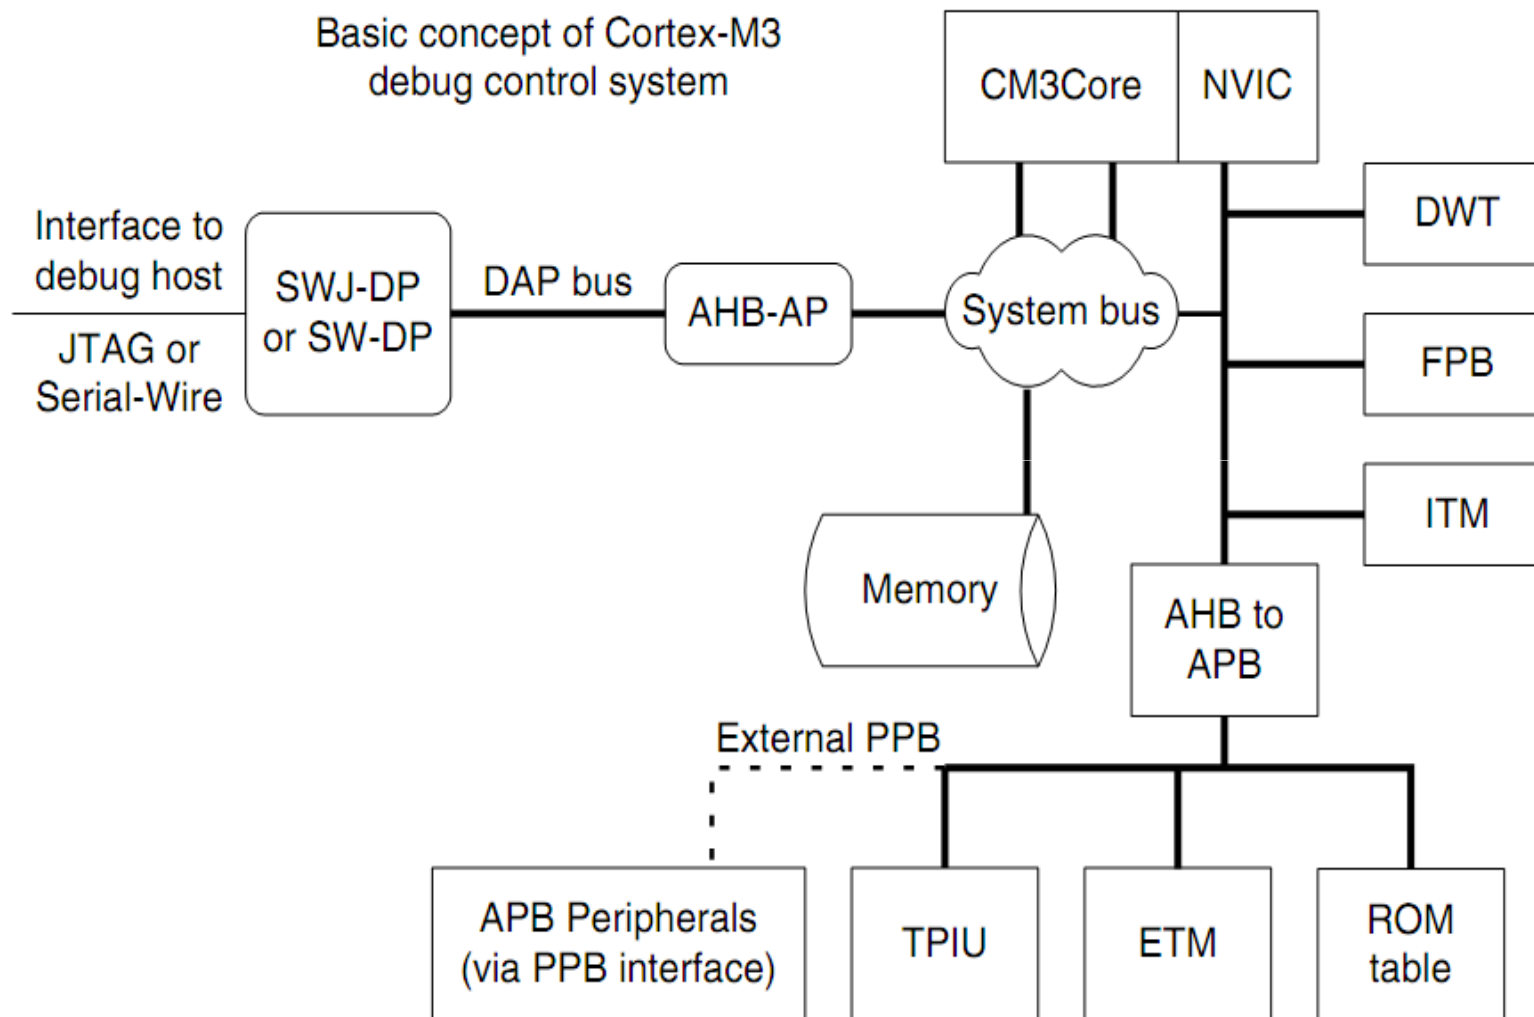 Basic concept of Cortex-M3
debug control system
CM3Core
NVIC
DWT
Interface to
debug host
JTAG or
Serial-Wire
SWJ-DP
or SW-DP
DAP bus
AHB-AP
System bus
FPB
ITM
Memory
AHB to
APB
External PPB
APB Peripherals
(via PPB interface)
TPIU
ETM
ROM
table